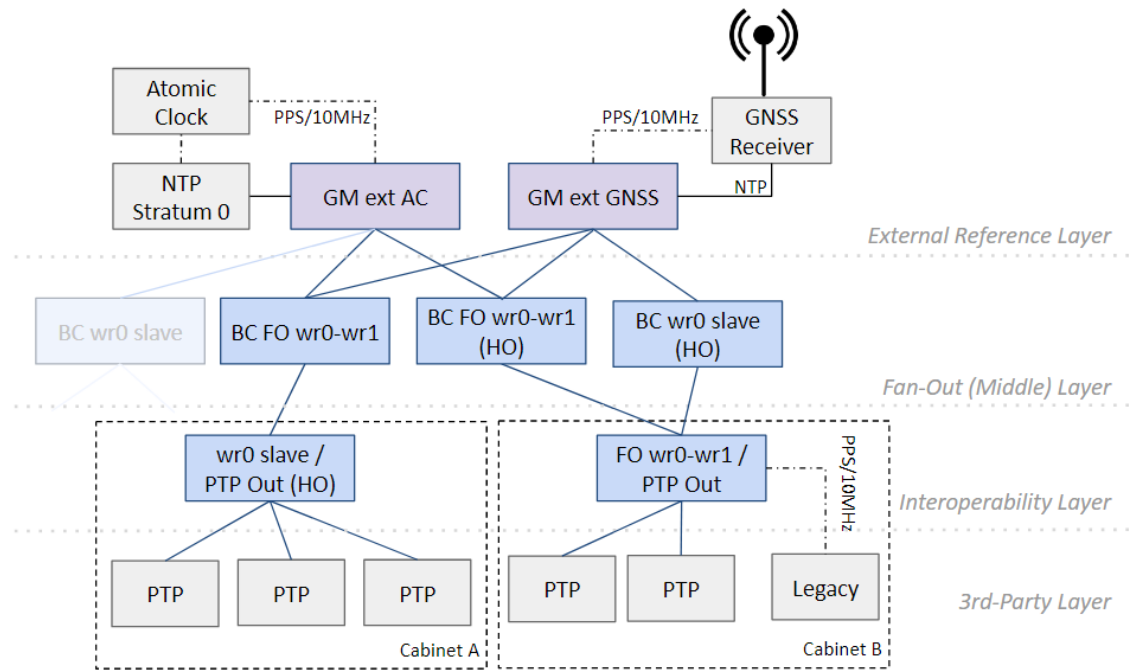 Atomic
Clock
PPS/10MHz
PPS/10MHz
GNSS
Receiver
NTP
Stratum 0
GM ext AC
GM ext GNSS
NTP
External Reference Layer
BC wr0 slave
BC FO wr0-wr1
BC FO wr0-wr1
(HO)
BC wr0 slave
(HO)
Fan-Out (Middle) Layer
wr0 slave /
PTP Out (HO)
FO wr0-wr1 /
PTP Out
PPS/10MHz
Interoperability Layer
PTP
PTP
PTP
PTP
PTP
Legacy
3rd-Party Layer
Cabinet A
Cabinet B